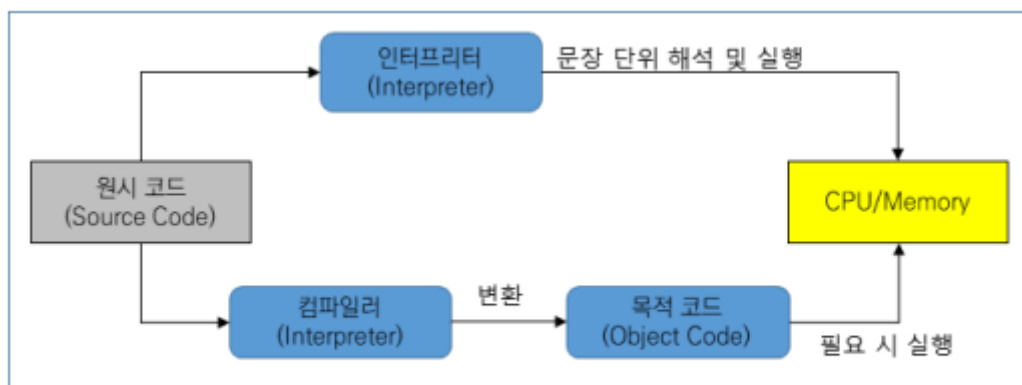 인터프리터
(Interpreter)
문장 단위 해석 및 실행
원시 코드
(Source Code)
CPU/Memory
컴파일러
(Interpreter)
변환
목적 코드
(Object Code)
필요 시 실행